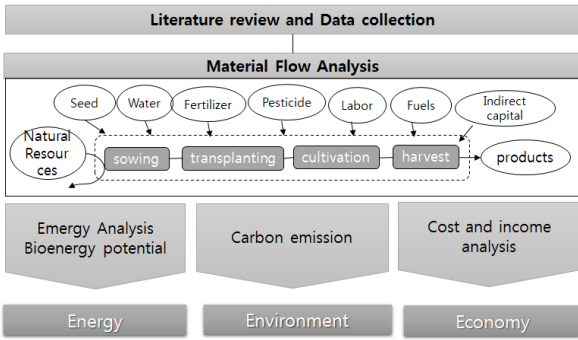 Literature review and Data collection
Material Flow Analysis
Seed
Water
Fertilizer
Pesticide
Labor
Fuels
Indirect
capital
Natural
Resour
ces
sowing
transplanting
cultivation
harvest
products
Emergy Analysis
Bioenergy potential
Carbon emission
Cost and income
analysis
Energy
Environment
Economy